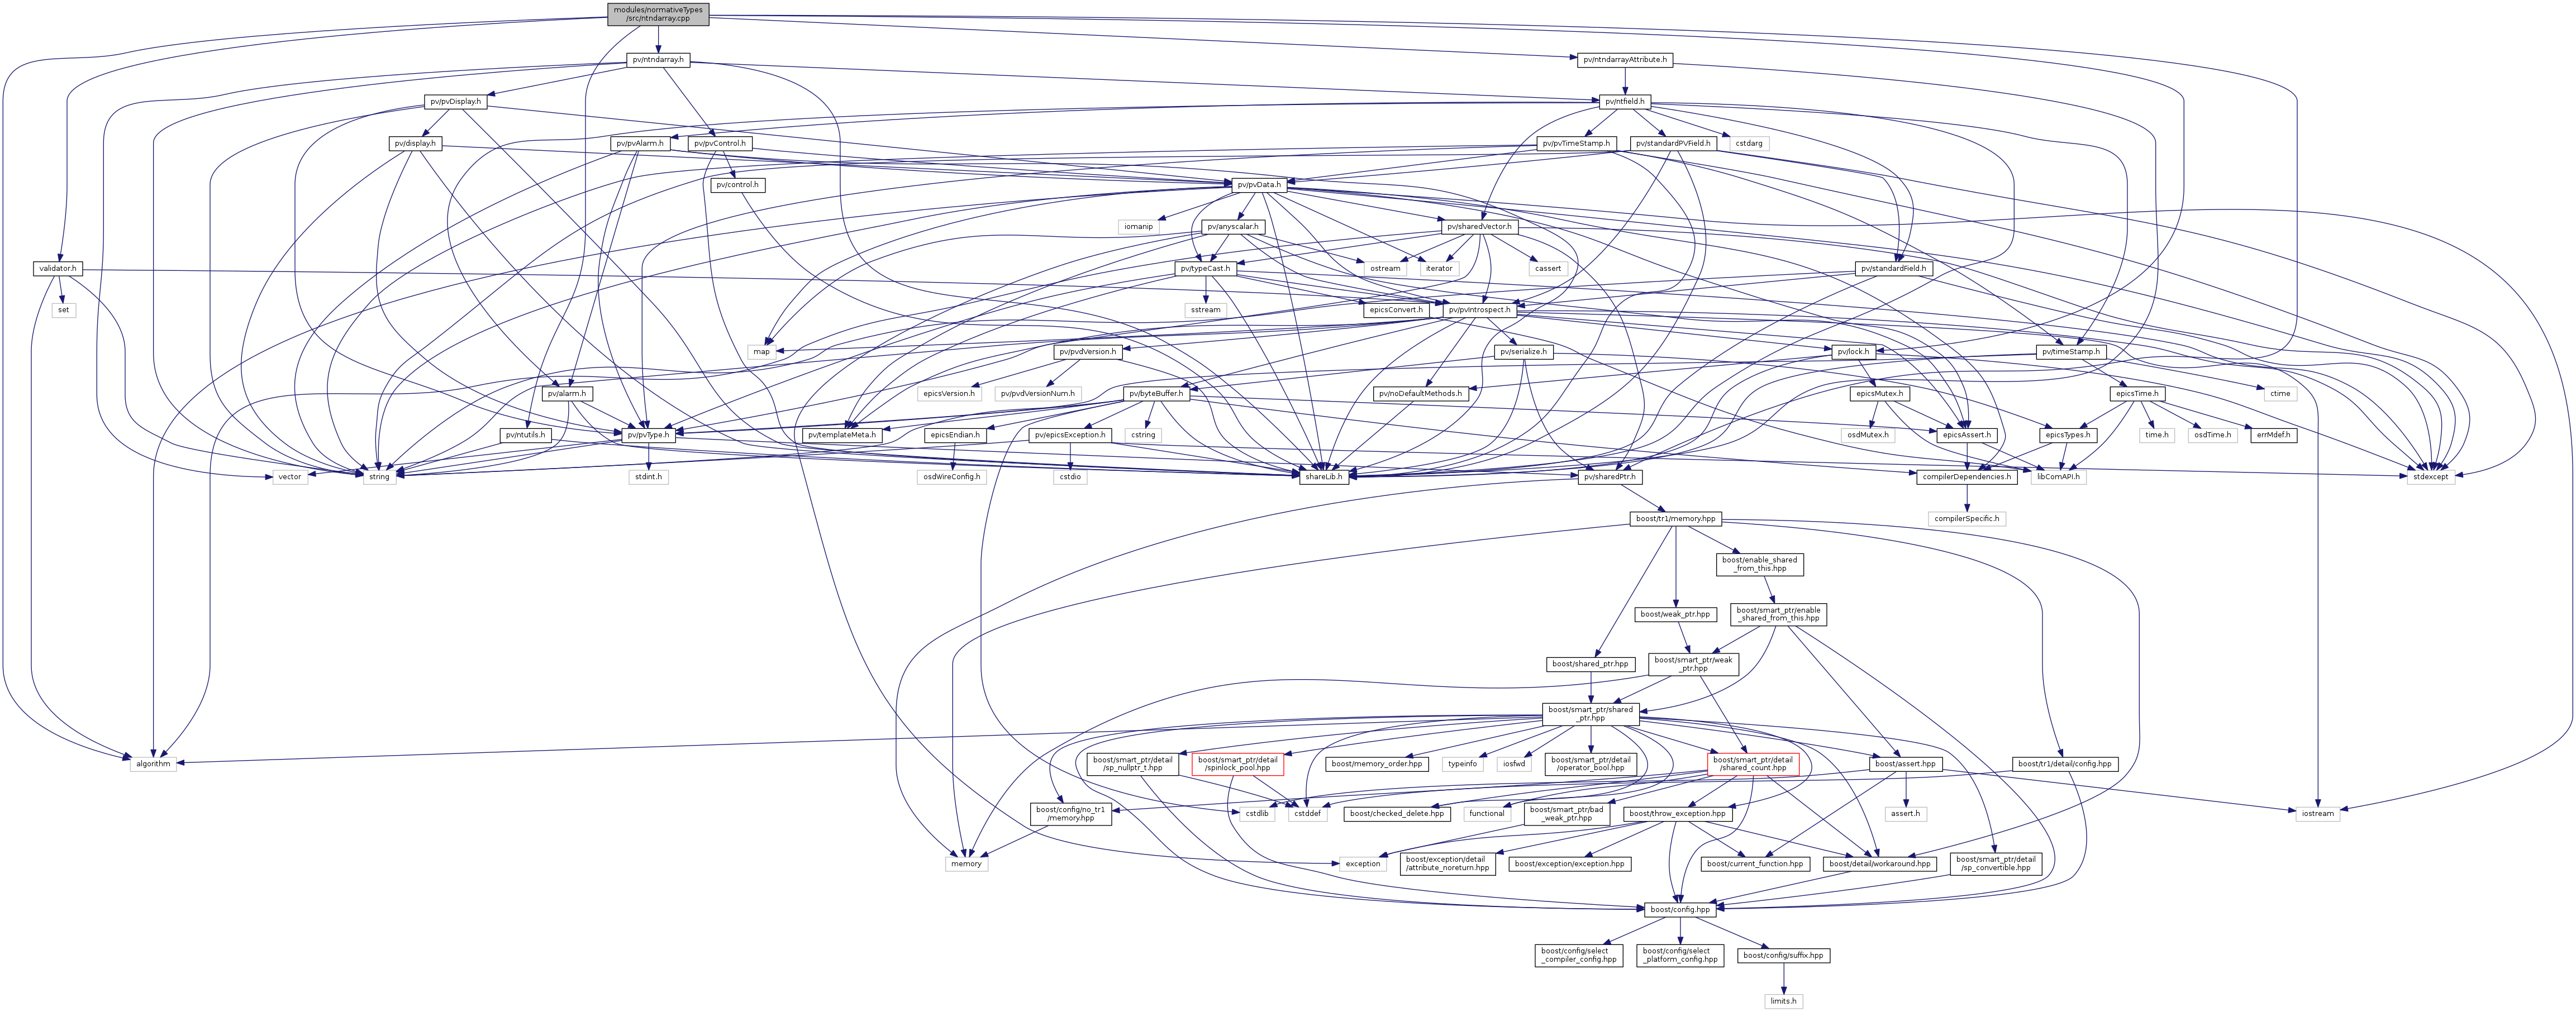 modules/normativeTypes
/src/ntndarray.cpp
pv/ntndarray.h
pv/ntndarrayAttribute.h
pv/pvDisplay.h
pv/ntfield.h
pv/display.h
pv/pvAlarm.h
pv/pvControl.h
pv/pvTimeStamp.h
pv/standardPVField.h
cstdarg
pv/control.h
pv/pvData.h
iomanip
pv/anyscalar.h
pv/sharedVector.h
validator.h
pv/typeCast.h
ostream
iterator
cassert
pv/standardField.h
set
sstream
epicsConvert.h
pv/pvIntrospect.h
map
pv/pvdVersion.h
pv/serialize.h
pv/lock.h
pv/timeStamp.h
pv/alarm.h
epicsVersion.h
pv/pvdVersionNum.h
pv/byteBuffer.h
pv/noDefaultMethods.h
epicsMutex.h
epicsTime.h
ctime
pv/ntutils.h
pv/pvType.h
pv/templateMeta.h
epicsEndian.h
pv/epicsException.h
cstring
osdMutex.h
epicsAssert.h
epicsTypes.h
time.h
osdTime.h
errMdef.h
vector
string
stdint.h
osdWireConfig.h
cstdio
shareLib.h
pv/sharedPtr.h
compilerDependencies.h
libComAPI.h
stdexcept
boost/tr1/memory.hpp
compilerSpecific.h
boost/enable_shared
_from_this.hpp
boost/weak_ptr.hpp
boost/smart_ptr/enable
_shared_from_this.hpp
boost/shared_ptr.hpp
boost/smart_ptr/weak
_ptr.hpp
boost/smart_ptr/shared
_ptr.hpp
algorithm
boost/smart_ptr/detail
/sp_nullptr_t.hpp
boost/smart_ptr/detail
/spinlock_pool.hpp
boost/memory_order.hpp
typeinfo
iosfwd
boost/smart_ptr/detail
/operator_bool.hpp
boost/smart_ptr/detail
/shared_count.hpp
boost/assert.hpp
boost/tr1/detail/config.hpp
boost/config/no_tr1
/memory.hpp
cstdlib
cstddef
boost/checked_delete.hpp
functional
boost/smart_ptr/bad
_weak_ptr.hpp
boost/throw_exception.hpp
assert.h
iostream
memory
exception
boost/exception/detail
/attribute_noreturn.hpp
boost/exception/exception.hpp
boost/current_function.hpp
boost/detail/workaround.hpp
boost/smart_ptr/detail
/sp_convertible.hpp
boost/config.hpp
boost/config/select
_compiler_config.hpp
boost/config/select
_platform_config.hpp
boost/config/suffix.hpp
limits.h